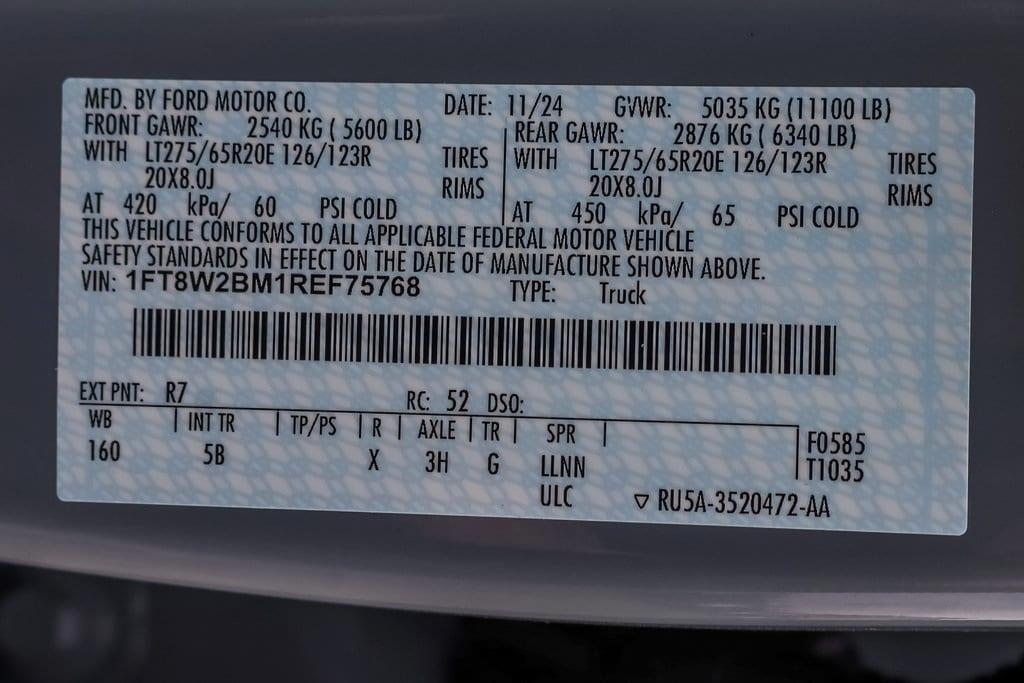 MFD. BY FORD MOTOR CO. DATE: 11/24 GVWR: 5035 KG (11100 LB)
FRONT GAWR: 2540 KG ( 5600 LB) REAR GAWR: 2876 KG ( 6340 LB)
WITH LT275/65R20E 126/123R TIRES WITH LT275/65R20E 126/123R TIRES
20X8.0J RIMS 20X8.0J RIMS
AT 420 kPa/ 60 PSI COLD AT 450 kPa/ 65 PSI COLD
THIS VEHICLE CONFORMS TO ALL APPLICABLE FEDERAL MOTOR VEHICLE
SAFETY STANDARDS IN EFFECT ON THE DATE OF MANUFACTURE SHOWN ABOVE.
VIN: 1FT8W2BM1REF75768 TYPE: Truck
EXT PNT: R7 RC: 52 DSO:
WB INT TR TP/PS R AXLE TR SPR F0585
160 5B X 3H G LLNN T1035
ULC ▽ RU5A-3520472-AA